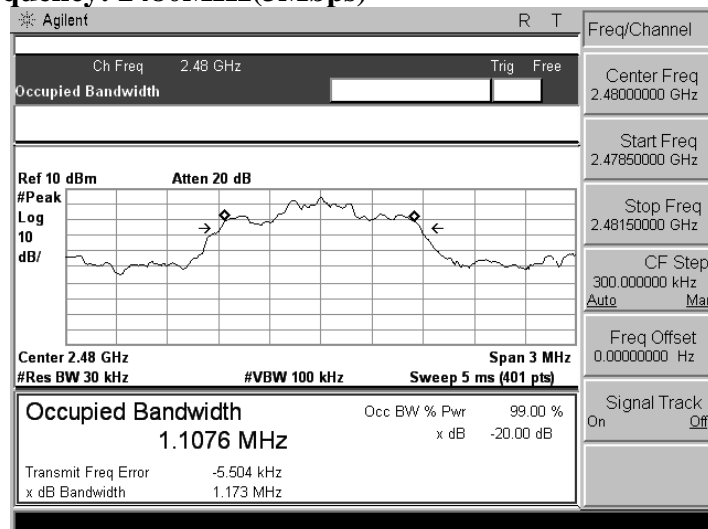 quency: 2480MHz(3Mbps)
Agilent R T
Ch Freq 2.48 GHz Trig Free
Occupied Bandwidth
Ref 10 dBm Atten 20 dB
#Peak
Log
10
dB/
Center 2.48 GHz Span 3 MHz
#Res BW 30 kHz #VBW 100 kHz Sweep 5 ms (401 pts)
Occupied Bandwidth
1.1076 MHz
Occ BW % Pwr 99.00 %
x dB -20.00 dB
Transmit Freq Error -5.504 kHz
x dB Bandwidth 1.173 MHz
Freq/Channel
Center Freq
2.48000000 GHz
Start Freq
2.47850000 GHz
Stop Freq
2.48150000 GHz
CF Step
300.000000 kHz
Auto Ma
Freq Offset
0.00000000 Hz
Signal Track
On Off